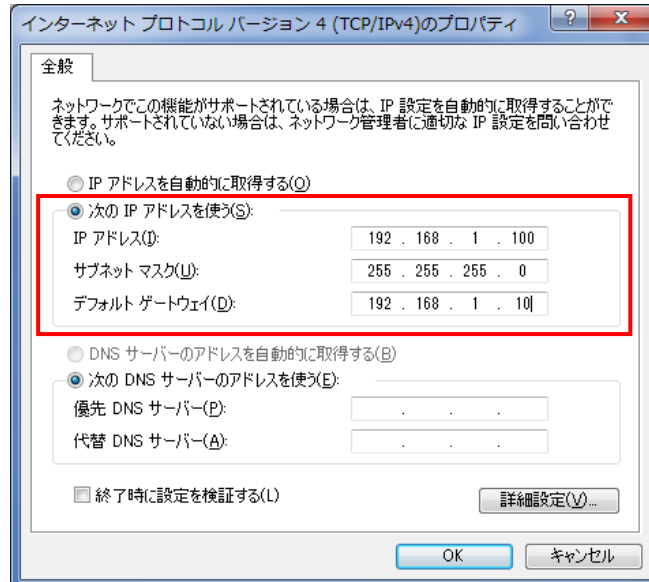 インターネット プロトコル バージョン 4 (TCP/IPv4)のプロパティ
? X
全般
ネットワークでこの機能がサポートされている場合は、IP 設定を自動的に取得することがで
きます。サポートされていない場合は、ネットワーク管理者に適切な IP 設定を問い合わせ
てください。
IP アドレスを自動的に取得する(O)
次の IP アドレスを使う(S):
IP アドレス(I): 192 . 168 . 1 . 100
サブネット マスク(U): 255 . 255 . 255 . 0
デフォルト ゲートウェイ(D): 192 . 168 . 1 . 10
DNS サーバーのアドレスを自動的に取得する(B)
次の DNS サーバーのアドレスを使う(E):
優先 DNS サーバー(P): . . .
代替 DNS サーバー(A): . . .
終了時に設定を検証する(L)
詳細設定(V)...
OK キャンセル